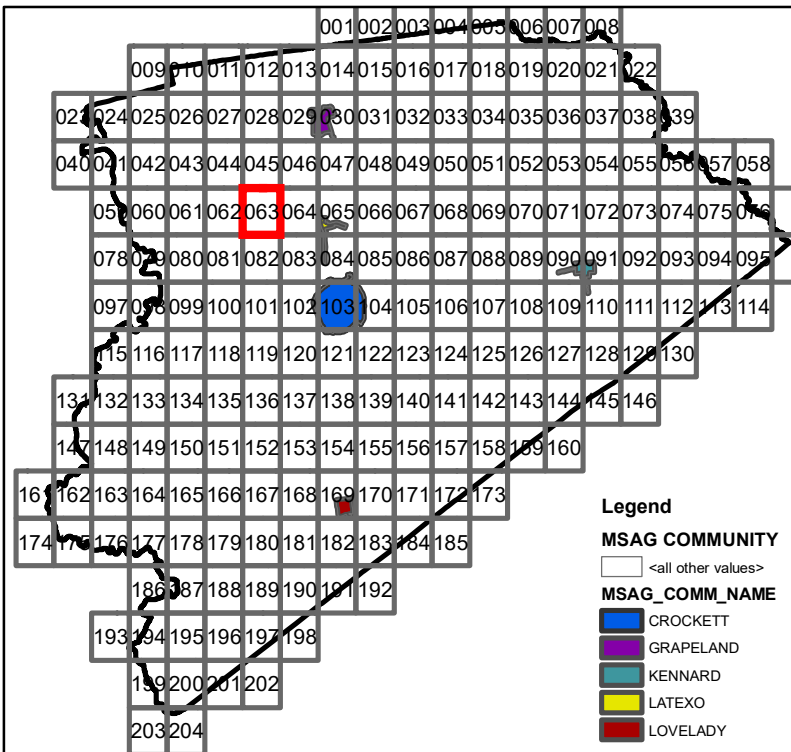 001 002 003 004 005 006 007 008
009 010 011 012 013 014 015 016 017 018 019 020 021 022
023 024 025 026 027 028 029 030 031 032 033 034 035 036 037 038 039
040 041 042 043 044 045 046 047 048 049 050 051 052 053 054 055 056 057 058
059 060 061 062 063 064 065 066 067 068 069 070 071 072 073 074 075 076
078 079 080 081 082 083 084 085 086 087 088 089 090 091 092 093 094 095
097 098 099 100 101 102 103 104 105 106 107 108 109 110 111 112 113 114
115 116 117 118 119 120 121 122 123 124 125 126 127 128 129 130
131 132 133 134 135 136 137 138 139 140 141 142 143 144 145 146
147 148 149 150 151 152 153 154 155 156 157 158 159 160
161 162 163 164 165 166 167 168 169 170 171 172 173
174 175 176 177 178 179 180 181 182 183 184 185
186 187 188 189 190 191 192
193 194 195 196 197 198
199 200 201 202
203 204
Legend
MSAG COMMUNITY
<all other values>
MSAG_COMM_NAME
CROCKETT
GRAPELAND
KENNARD
LATEXO
LOVELADY